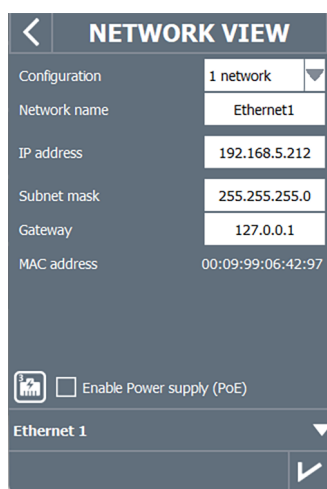 NETWORK VIEW
Configuration 1 network
Network name Ethernet1
IP address 192.168.5.212
Subnet mask 255.255.255.0
Gateway 127.0.0.1
MAC address 00:09:99:06:42:97
3 Enable Power supply (PoE)
Ethernet 1